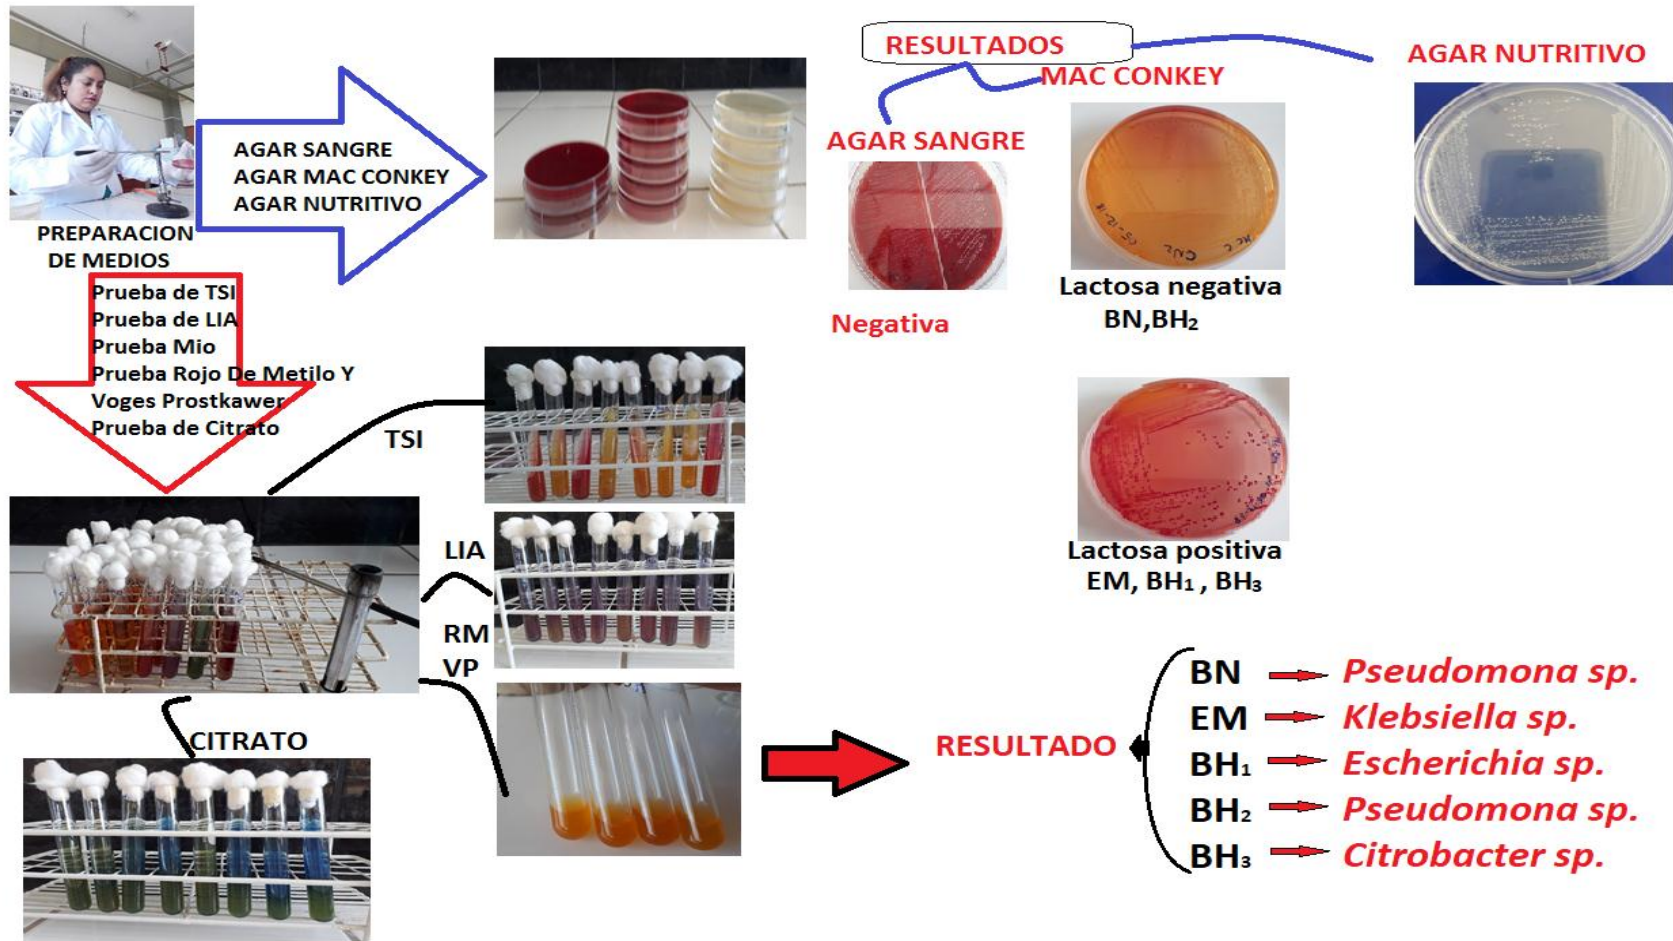 PREPARACION
DE MEDIOS
AGAR SANGRE
AGAR MAC CONKEY
AGAR NUTRITIVO
Prueba de TSI
Prueba de LIA
Prueba Mio
Prueba Rojo De Metilo Y
Voges Prostkawer
Prueba de Citrato
TSI
LIA
RM
VP
CITRATO
RESULTADOS
AGAR SANGRE
Negativa
MAC CONKEY
CN2
Lactosa negativa
BN,BH₂
Lactosa positiva
EM, BH₁ , BH₃
AGAR NUTRITIVO
RESULTADO
BN Pseudomona sp.
EM Klebsiella sp.
BH₁ Escherichia sp.
BH₂ Pseudomona sp.
BH₃ Citrobacter sp.